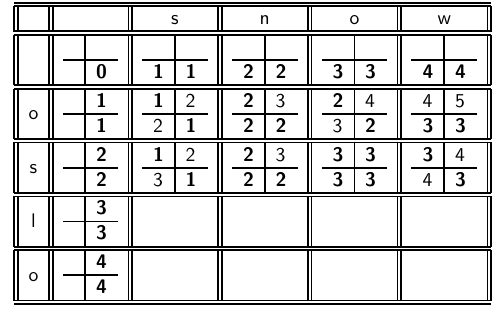 s n o w
0 1 1 2 2 3 3 4 4
1 1 2 2 3 2 4 4 5
o
1 2 1 2 2 3 2 3 3
2 1 2 2 3 3 3 3 4
s
2 3 1 2 2 3 3 4 3
3
l
3
4
o
4